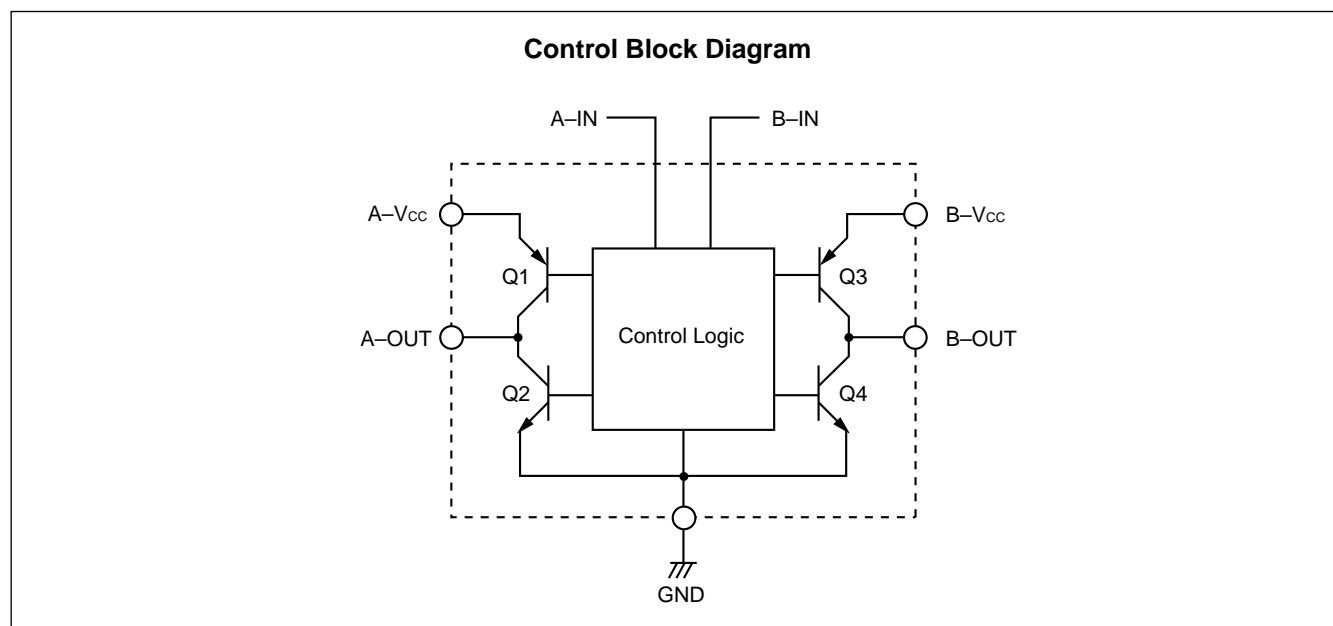 Control Block Diagram
A–IN
B–IN
A–Vcc
B–Vcc
Q1
Q3
A–OUT
Control Logic
B–OUT
Q2
Q4
GND